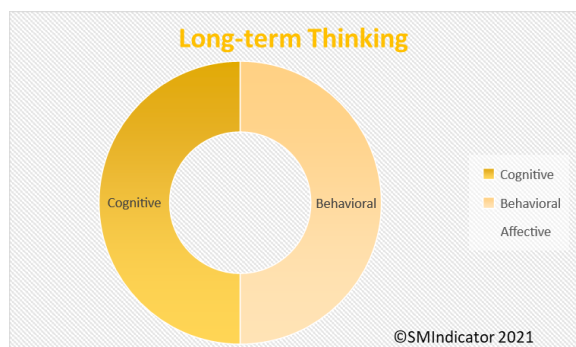 Long-term Thinking
Cognitive
Behavioral
Cognitive
Behavioral
Affective
©SMIndicator 2021